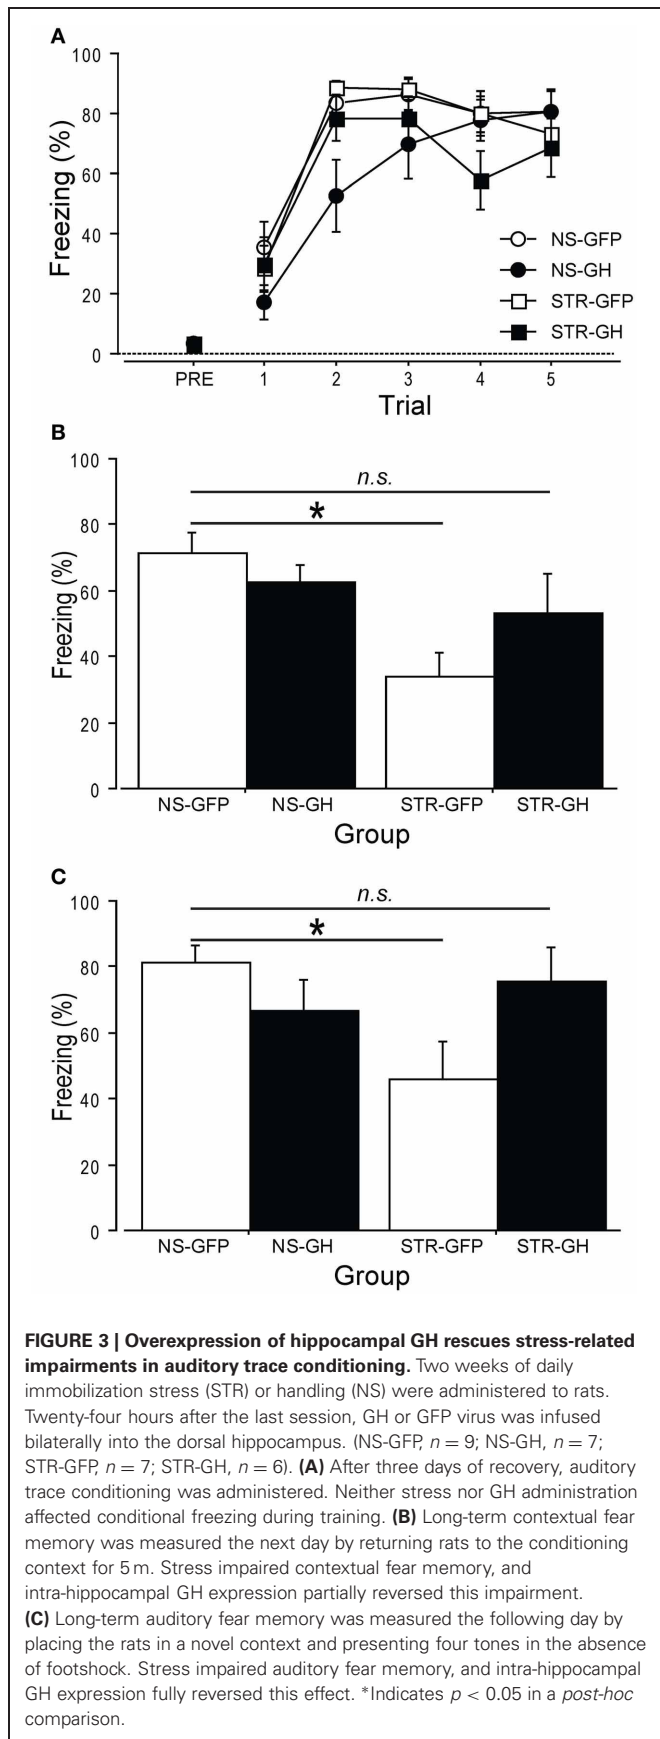 A
100
80
60
40
20
0
Freezing (%)
NS-GFP
NS-GH
STR-GFP
STR-GH
PRE 1 2 3 4 5
Trial
B
100
80
60
40
20
0
Freezing (%)
n.s.
*
NS-GFP NS-GH STR-GFP STR-GH
Group
C
100
80
60
40
20
0
Freezing (%)
n.s.
*
NS-GFP NS-GH STR-GFP STR-GH
Group
FIGURE 3 | Overexpression of hippocampal GH rescues stress-related
impairments in auditory trace conditioning. Two weeks of daily
immobilization stress (STR) or handling (NS) were administered to rats.
Twenty-four hours after the last session, GH or GFP virus was infused
bilaterally into the dorsal hippocampus. (NS-GFP, n = 9; NS-GH, n = 7;
STR-GFP, n = 7; STR-GH, n = 6). (A) After three days of recovery, auditory
trace conditioning was administered. Neither stress nor GH administration
affected conditional freezing during training. (B) Long-term contextual fear
memory was measured the next day by returning rats to the conditioning
context for 5 m. Stress impaired contextual fear memory, and
intra-hippocampal GH expression partially reversed this impairment.
(C) Long-term auditory fear memory was measured the following day by
placing the rats in a novel context and presenting four tones in the absence
of footshock. Stress impaired auditory fear memory, and intra-hippocampal
GH expression fully reversed this effect. *Indicates p < 0.05 in a post-hoc
comparison.